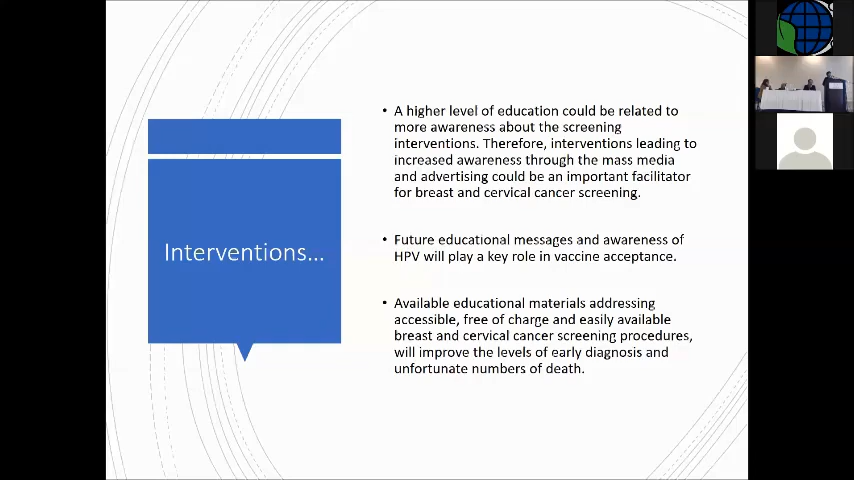 Interventions...
• A higher level of education could be related to
more awareness about the screening
interventions. Therefore, interventions leading to
increased awareness through the mass media
and advertising could be an important facilitator
for breast and cervical cancer screening.
• Future educational messages and awareness of
HPV will play a key role in vaccine acceptance.
• Available educational materials addressing
accessible, free of charge and easily available
breast and cervical cancer screening procedures,
will improve the levels of early diagnosis and
unfortunate numbers of death.